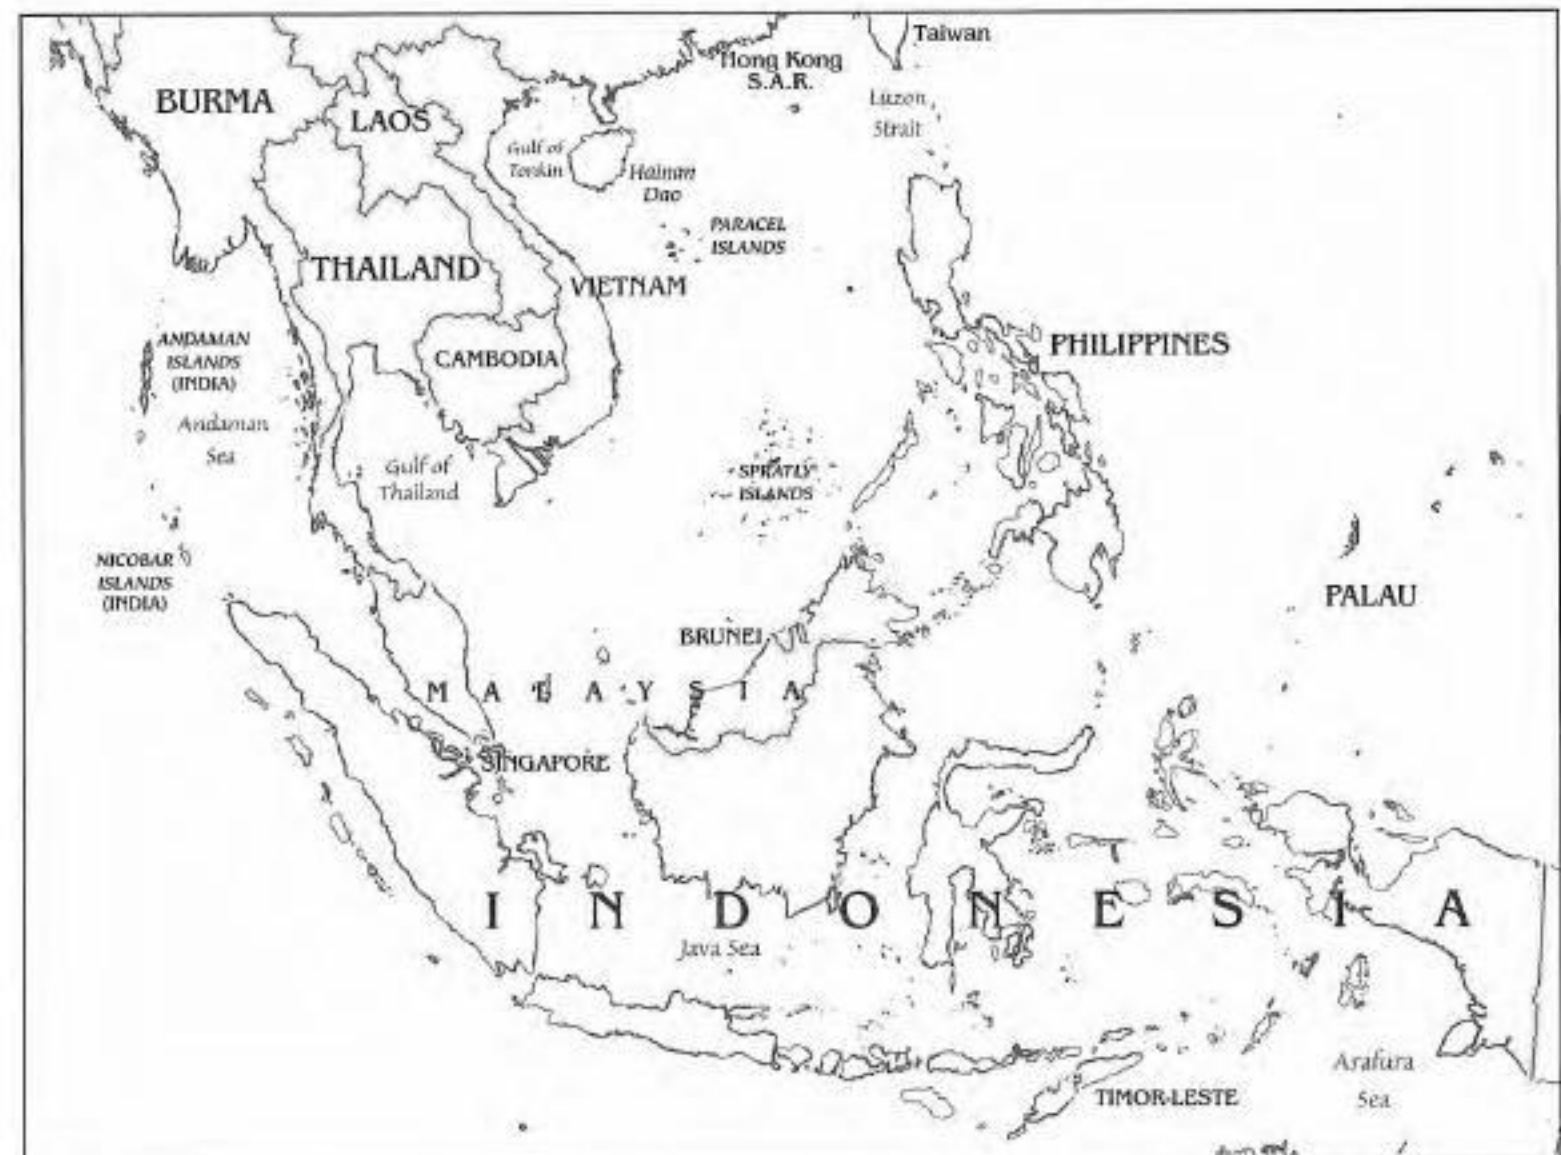 Taiwan
Hong Kong
S.A.R.
BURMA
LAOS
Luzon
Strait
Gulf of
Tonkin
Hainan
Dao
PARACEL
ISLANDS
THAILAND
VIETNAM
ANDAMAN
ISLANDS
(INDIA)
CAMBODIA
PHILIPPINES
Andaman
Sea
Gulf of
Thailand
SPRATLY
ISLANDS
NICOBAR
ISLANDS
(INDIA)
PALAU
BRUNEI
MALAYSIA
SINGAPORE
INDONESIA
Java Sea
Arafura
Sea
TIMOR-LESTE